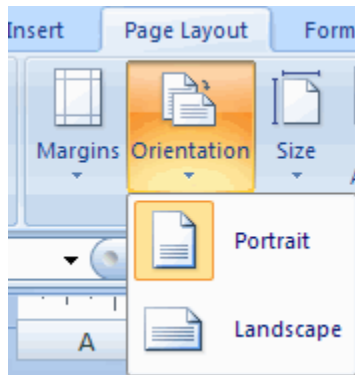 Insert Page Layout Form
Margins Orientation Size
Portrait
Landscape
A